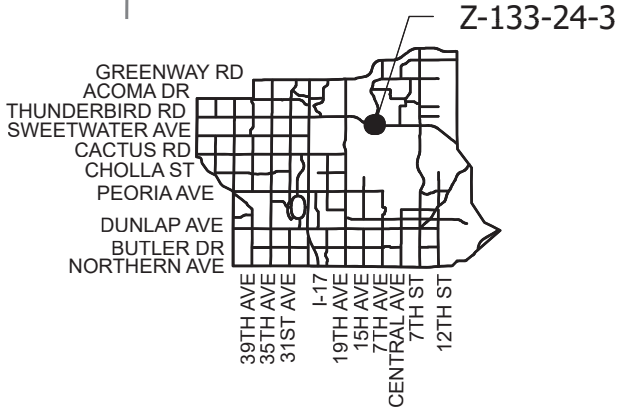 Z-133-24-3
GREENWAY RD
ACOMA DR
THUNDERBIRD RD
SWEETWATER AVE
CACTUS RD
CHOLLA ST
PEORIA AVE
DUNLAP AVE
BUTLER DR
NORTHERN AVE
39TH AVE
35TH AVE
31ST AVE
I-17
19TH AVE
15H AVE
7TH AVE
CENTRAL AVE
7TH ST
12TH ST